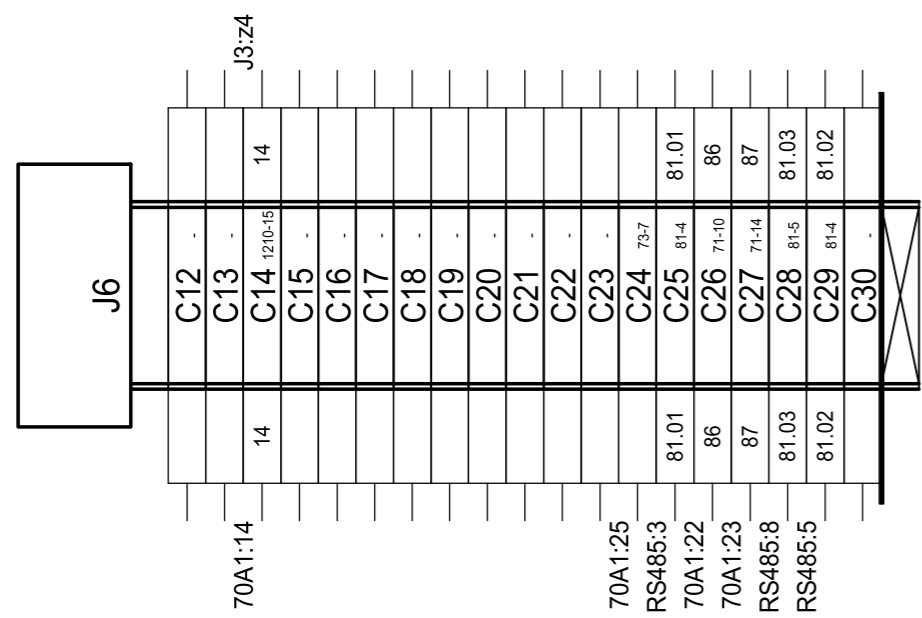 J6
J3:z4
C12 -
C13 -
70A1:14 14 C14 1210-15 14
C15 -
C16 -
C17 -
C18 -
C19 -
C20 -
C21 -
C22 -
C23 -
70A1:25 C24 73-7
RS485:3 81.01 C25 81-4 81.01
70A1:22 86 C26 71-10 86
70A1:23 87 C27 71-14 87
RS485:8 81.03 C28 81-5 81.03
RS485:5 81.02 C29 81-4 81.02
C30 -